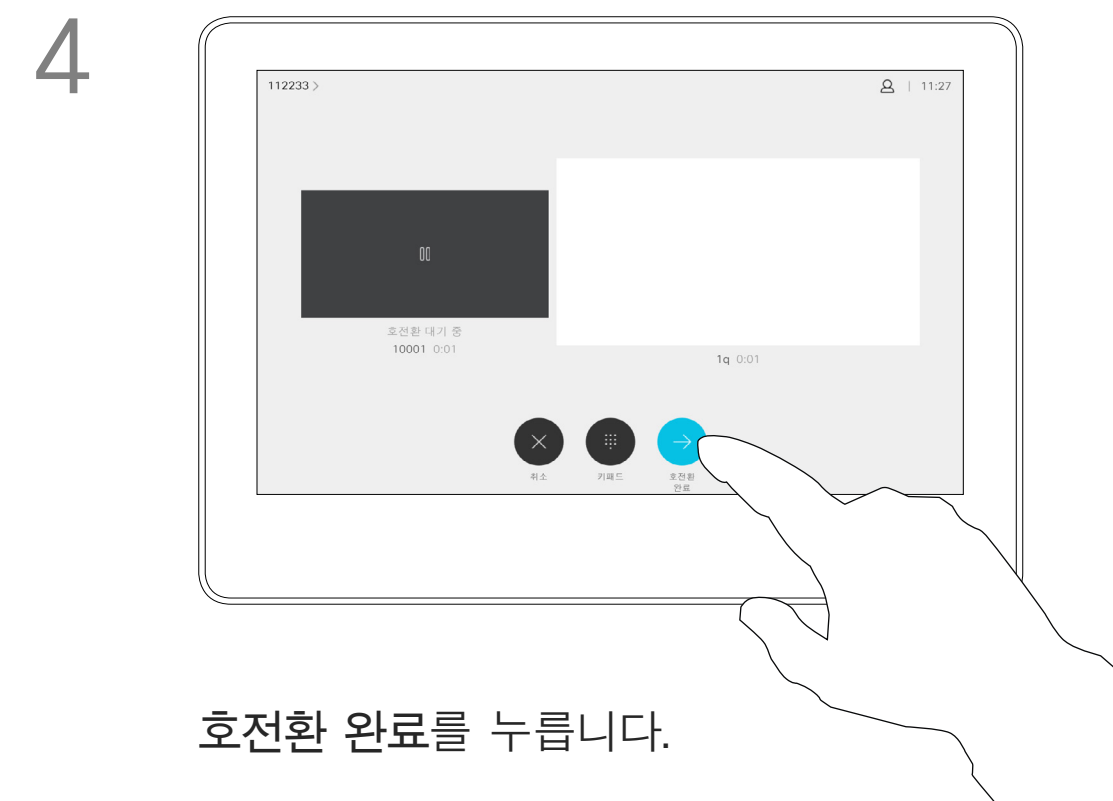 4
112233 >
| 11:27
호전환 대기 중
10001 0:01
1q 0:01
취소
키패드
호전환
완료
호전환 완료를 누릅니다.